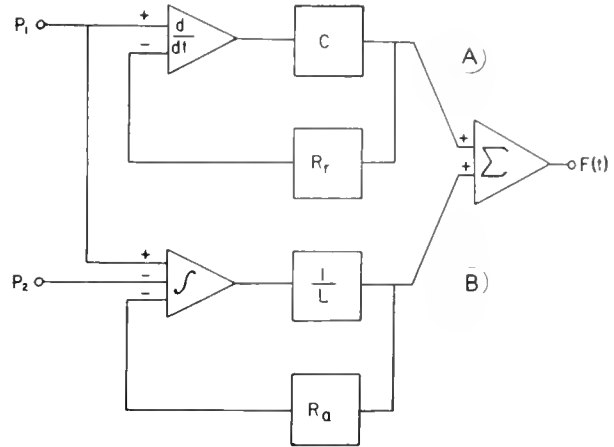 P₁
+
−
d
dt
C
A)
Rᵣ
+
+
Σ
F(t)
P₂
+
−
−
∫
1
L
B)
Rₐ